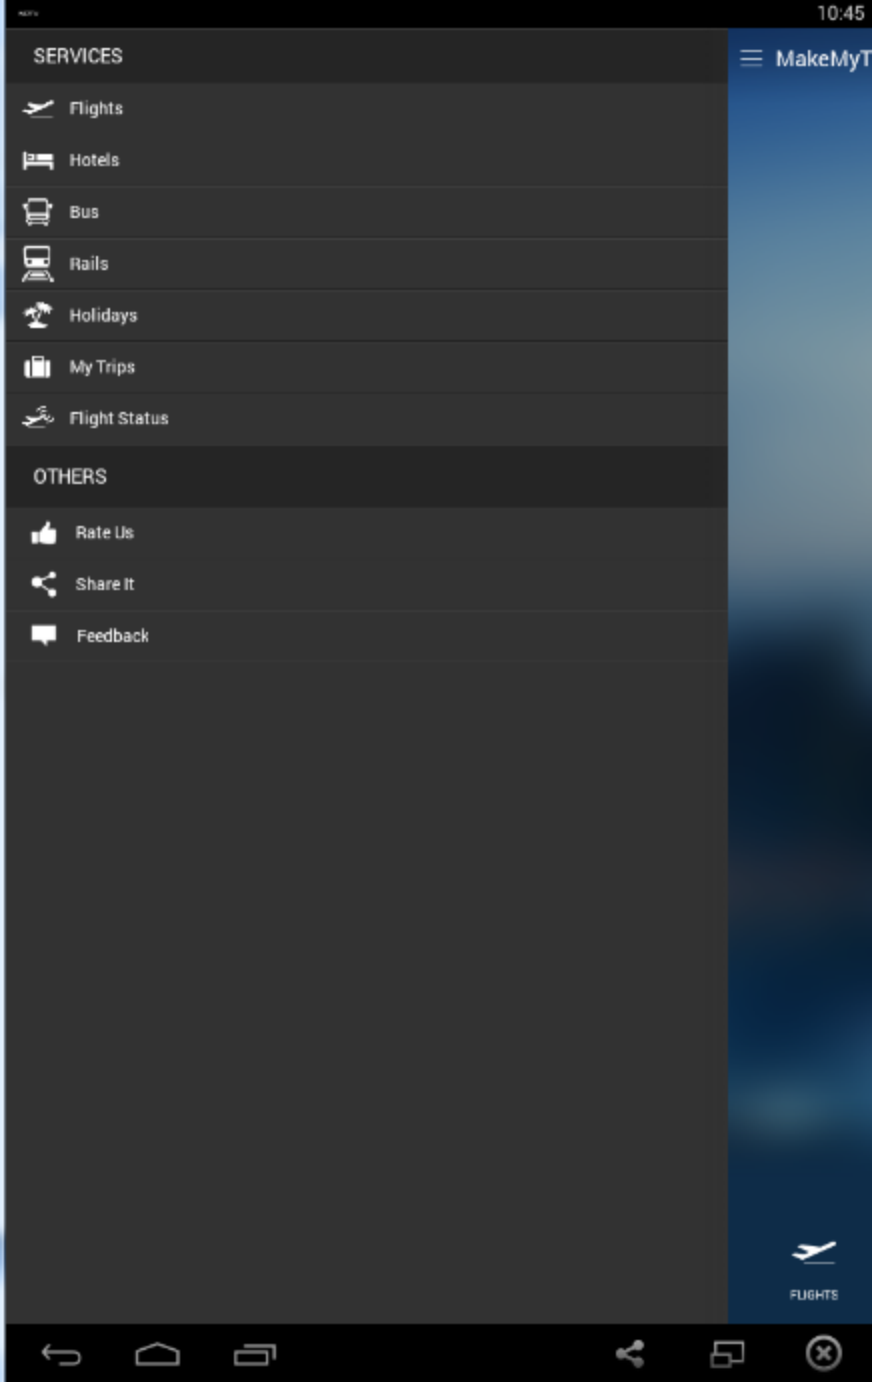 10:45
SERVICES
MakeMyT
Flights
Hotels
Bus
Rails
Holidays
My Trips
Flight Status
OTHERS
Rate Us
Share It
Feedback
FLIGHTS